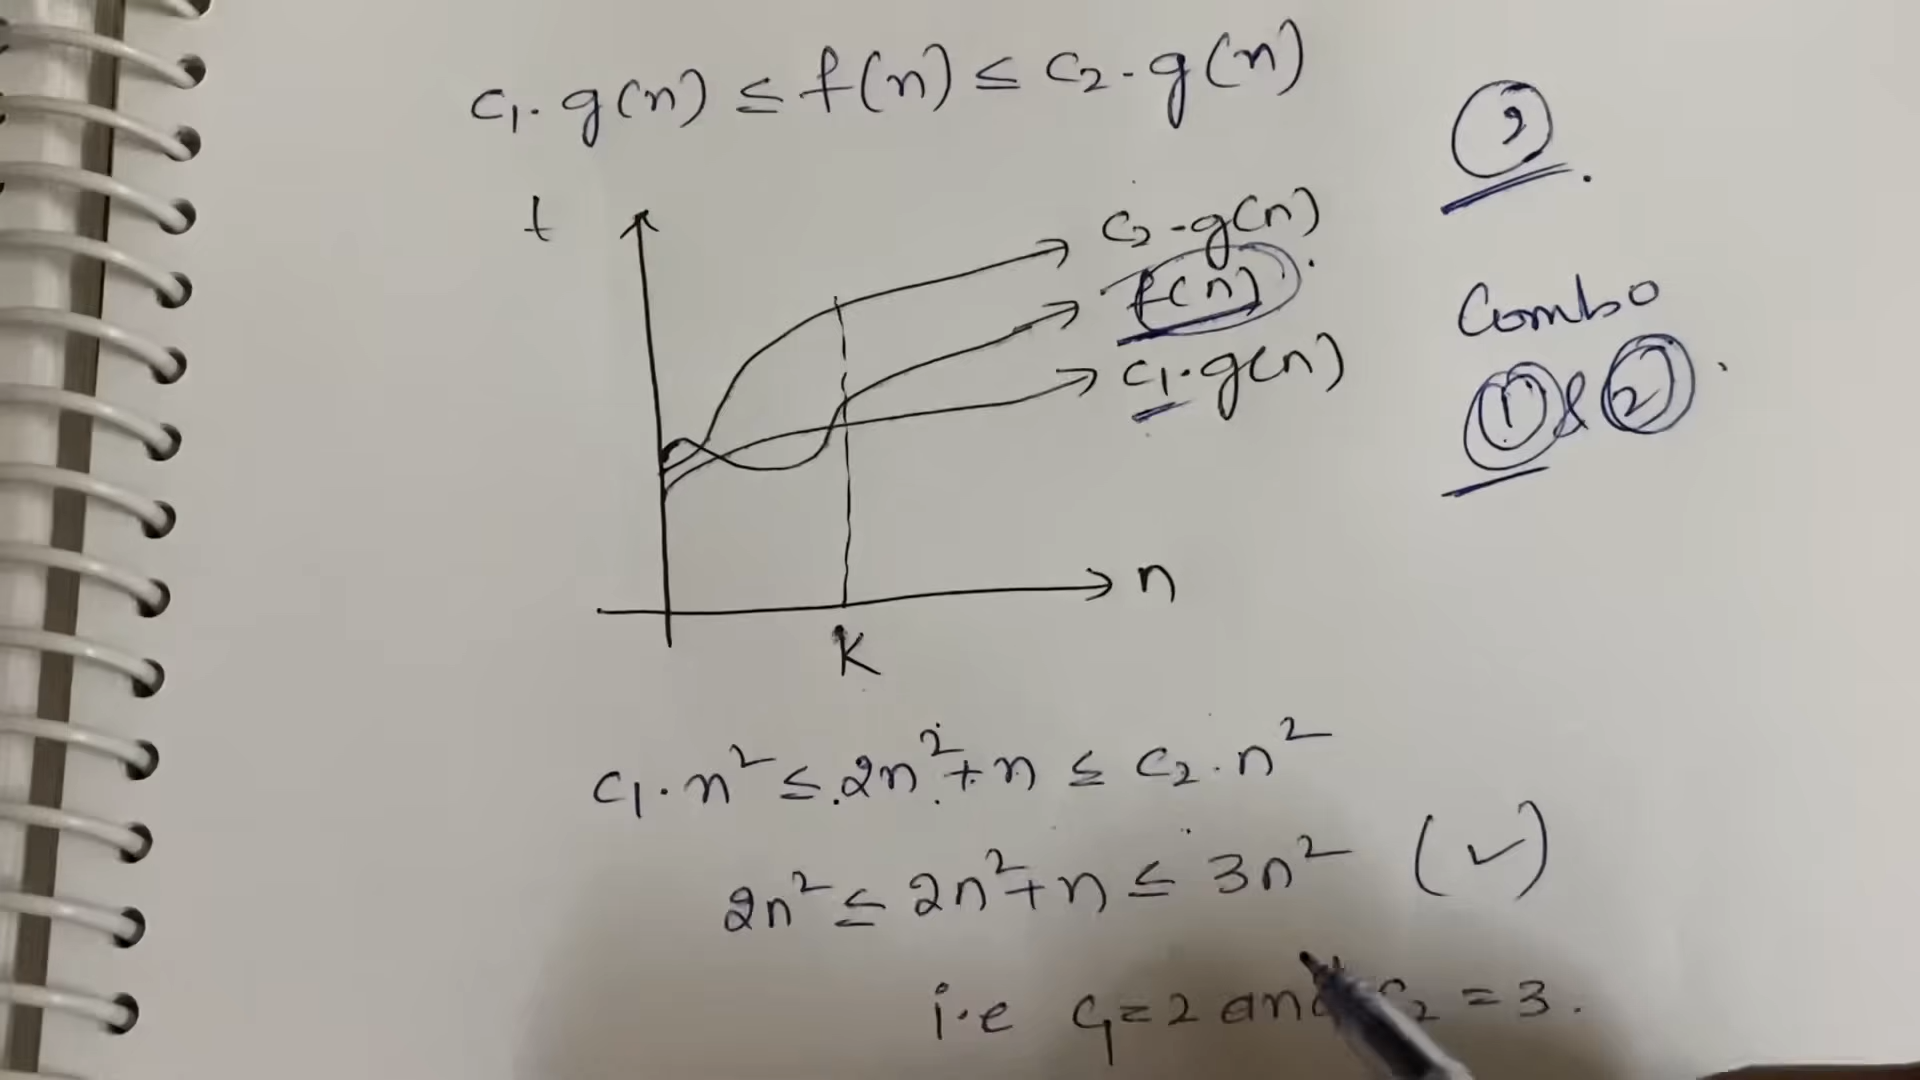 c₁. g(n) ≤ f(n) ≤ c₂ - g(n)
3
t
c₂ - g(n)
f(n)
c₁. g(n)
Combo
1 & 2
n
K
c₁. n² ≤ 2n² + n ≤ c₂. n²
2n² ≤ 2n² + n ≤ 3n² (✓)
i.e c₁ = 2 and c₂ = 3.